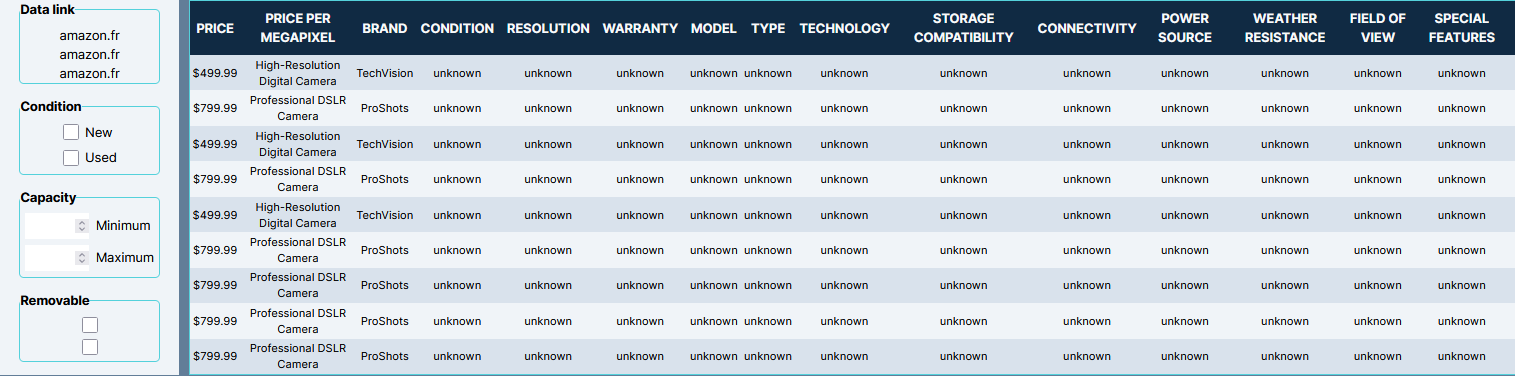 Data link
amazon.fr
amazon.fr
amazon.fr
Condition
New
Used
Capacity
Minimum
Maximum
Removable
PRICE PRICE PER MEGAPIXEL BRAND CONDITION RESOLUTION WARRANTY MODEL TYPE TECHNOLOGY STORAGE COMPATIBILITY CONNECTIVITY POWER SOURCE WEATHER RESISTANCE FIELD OF VIEW SPECIAL FEATURES
$499.99 High-Resolution Digital Camera TechVision unknown unknown unknown unknown unknown unknown unknown unknown unknown unknown unknown unknown
$799.99 Professional DSLR Camera ProShots unknown unknown unknown unknown unknown unknown unknown unknown unknown unknown unknown unknown
$499.99 High-Resolution Digital Camera TechVision unknown unknown unknown unknown unknown unknown unknown unknown unknown unknown unknown unknown
$799.99 Professional DSLR Camera ProShots unknown unknown unknown unknown unknown unknown unknown unknown unknown unknown unknown unknown
$499.99 High-Resolution Digital Camera TechVision unknown unknown unknown unknown unknown unknown unknown unknown unknown unknown unknown unknown
$799.99 Professional DSLR Camera ProShots unknown unknown unknown unknown unknown unknown unknown unknown unknown unknown unknown unknown
$799.99 Professional DSLR Camera ProShots unknown unknown unknown unknown unknown unknown unknown unknown unknown unknown unknown unknown
$799.99 Professional DSLR Camera ProShots unknown unknown unknown unknown unknown unknown unknown unknown unknown unknown unknown unknown
$799.99 Professional DSLR Camera ProShots unknown unknown unknown unknown unknown unknown unknown unknown unknown unknown unknown unknown